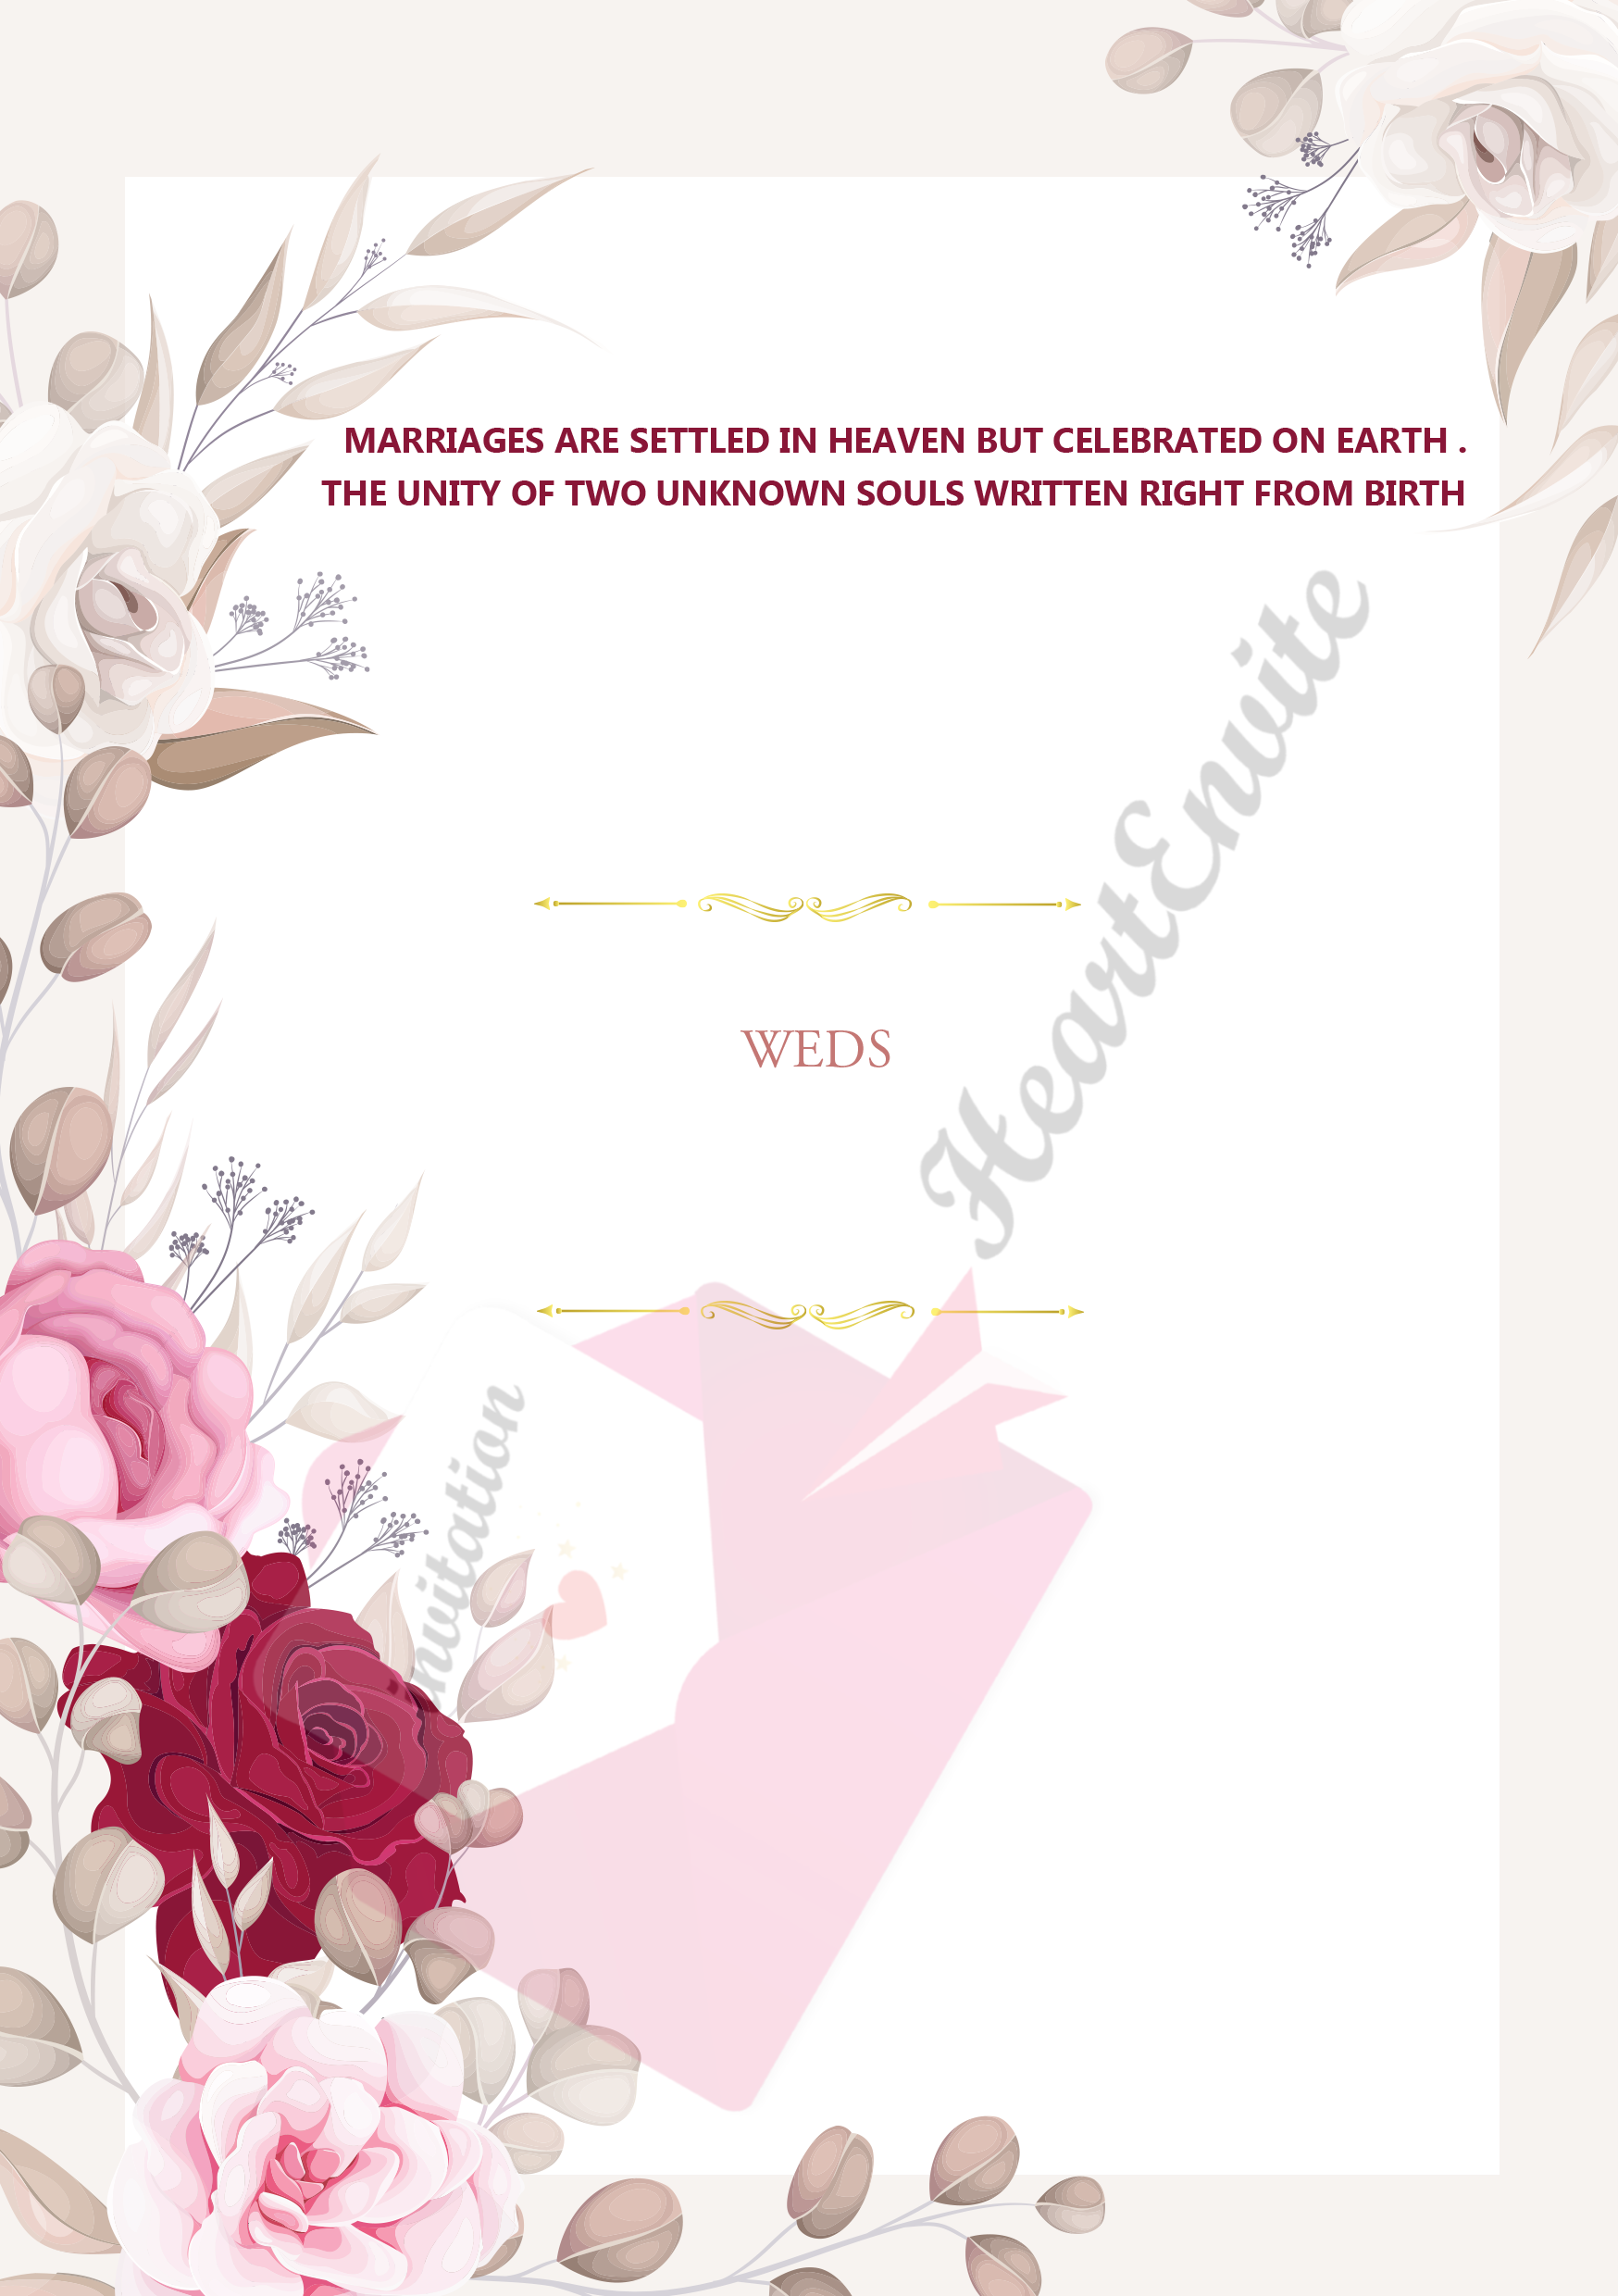 MARRIAGES ARE SETTLED IN HEAVEN BUT CELEBRATED ON EARTH .
THE UNITY OF TWO UNKNOWN SOULS WRITTEN RIGHT FROM BIRTH
HeartEnvite
WEDS
nvitation